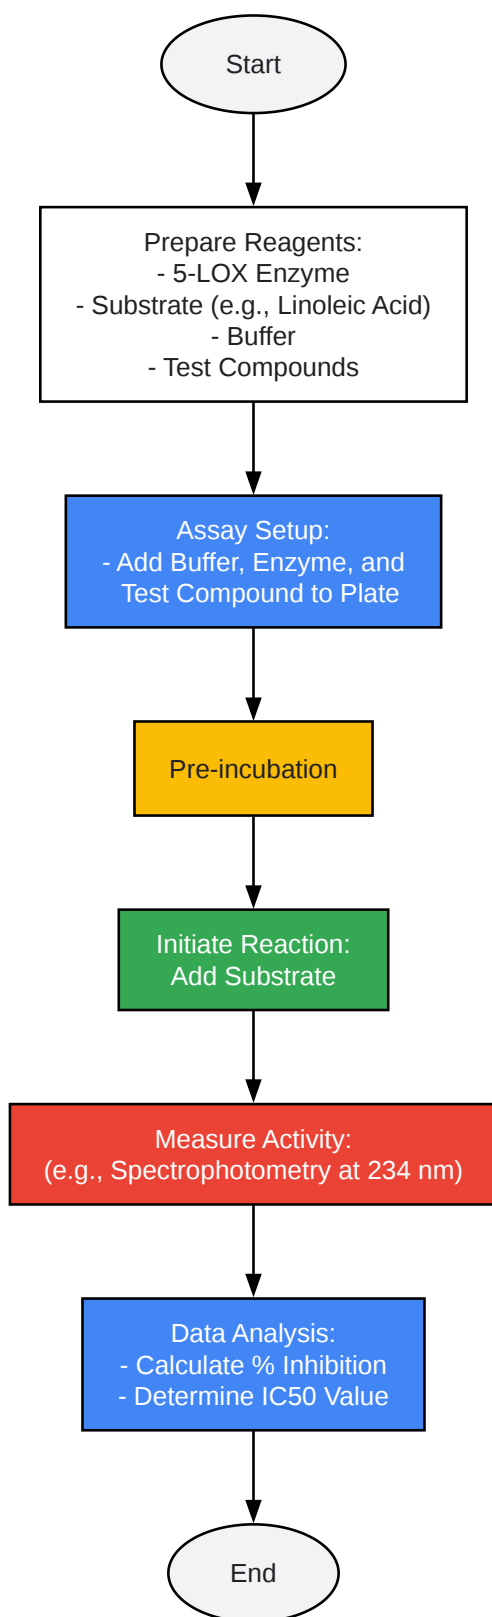 Start
Prepare Reagents:
- 5-LOX Enzyme
- Substrate (e.g., Linoleic Acid)
- Buffer
- Test Compounds
Assay Setup:
- Add Buffer, Enzyme, and
Test Compound to Plate
Pre-incubation
Initiate Reaction:
Add Substrate
Measure Activity:
(e.g., Spectrophotometry at 234 nm)
Data Analysis:
- Calculate % Inhibition
- Determine IC50 Value
End